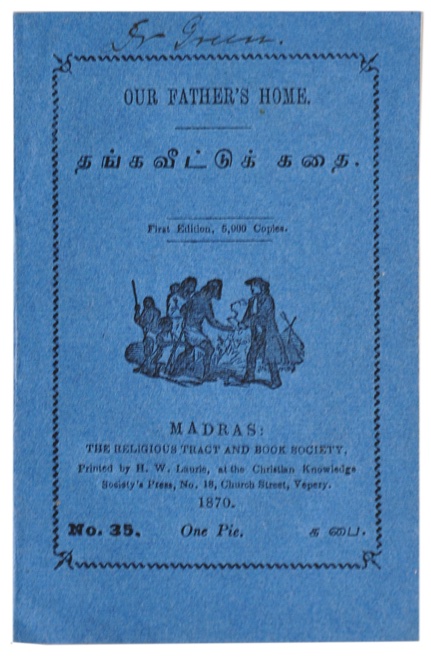 Dr Green.
OUR FATHER'S HOME.
தங்கவீட்டுக் கதை.
First Edition, 5,000 Copies.
MADRAS:
THE RELIGIOUS TRACT AND BOOK SOCIETY,
Printed by H. W. Laurie, at the Christian Knowledge
Society's Press, No. 18, Church Street, Vepery.
1870.
No. 35. One Pie. க பை.